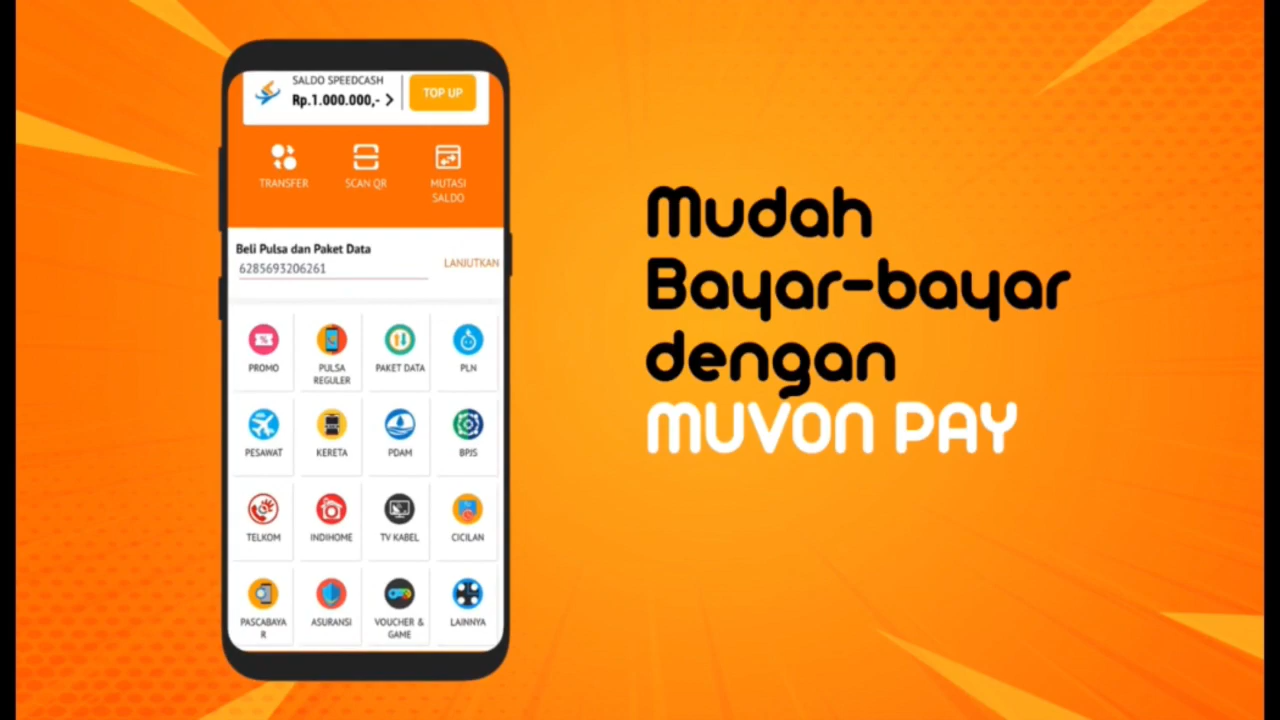 SALDO SPEEDCASH
Rp.1.000.000,-
TOP UP
TRANSFER
SCAN QR
MUTASI
SALDO
Beli Pulsa dan Paket Data
6285693206261
LANJUTKAN
PROMO
PULSA
REGULER
PAKET DATA
PLN
PESAWAT
KERETA
PDAM
BPJS
TELKOM
INDIHOME
TV KABEL
CICILAN
PASCABAYA
R
ASURANSI
VOUCHER &
GAME
LAINNYA
Mudah
Bayar-bayar
dengan
MUVON PAY